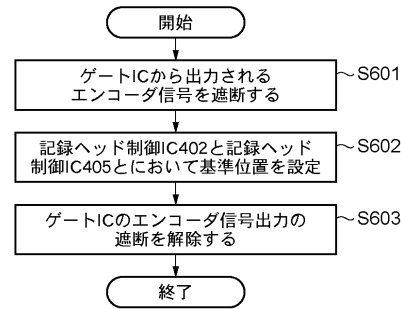 開始
ゲートICから出力される
エンコーダ信号を遮断する
S601
記録ヘッド制御IC402と記録ヘッド
制御IC405とにおいて基準位置を設定
S602
ゲートICのエンコーダ信号出力の
遮断を解除する
S603
終了